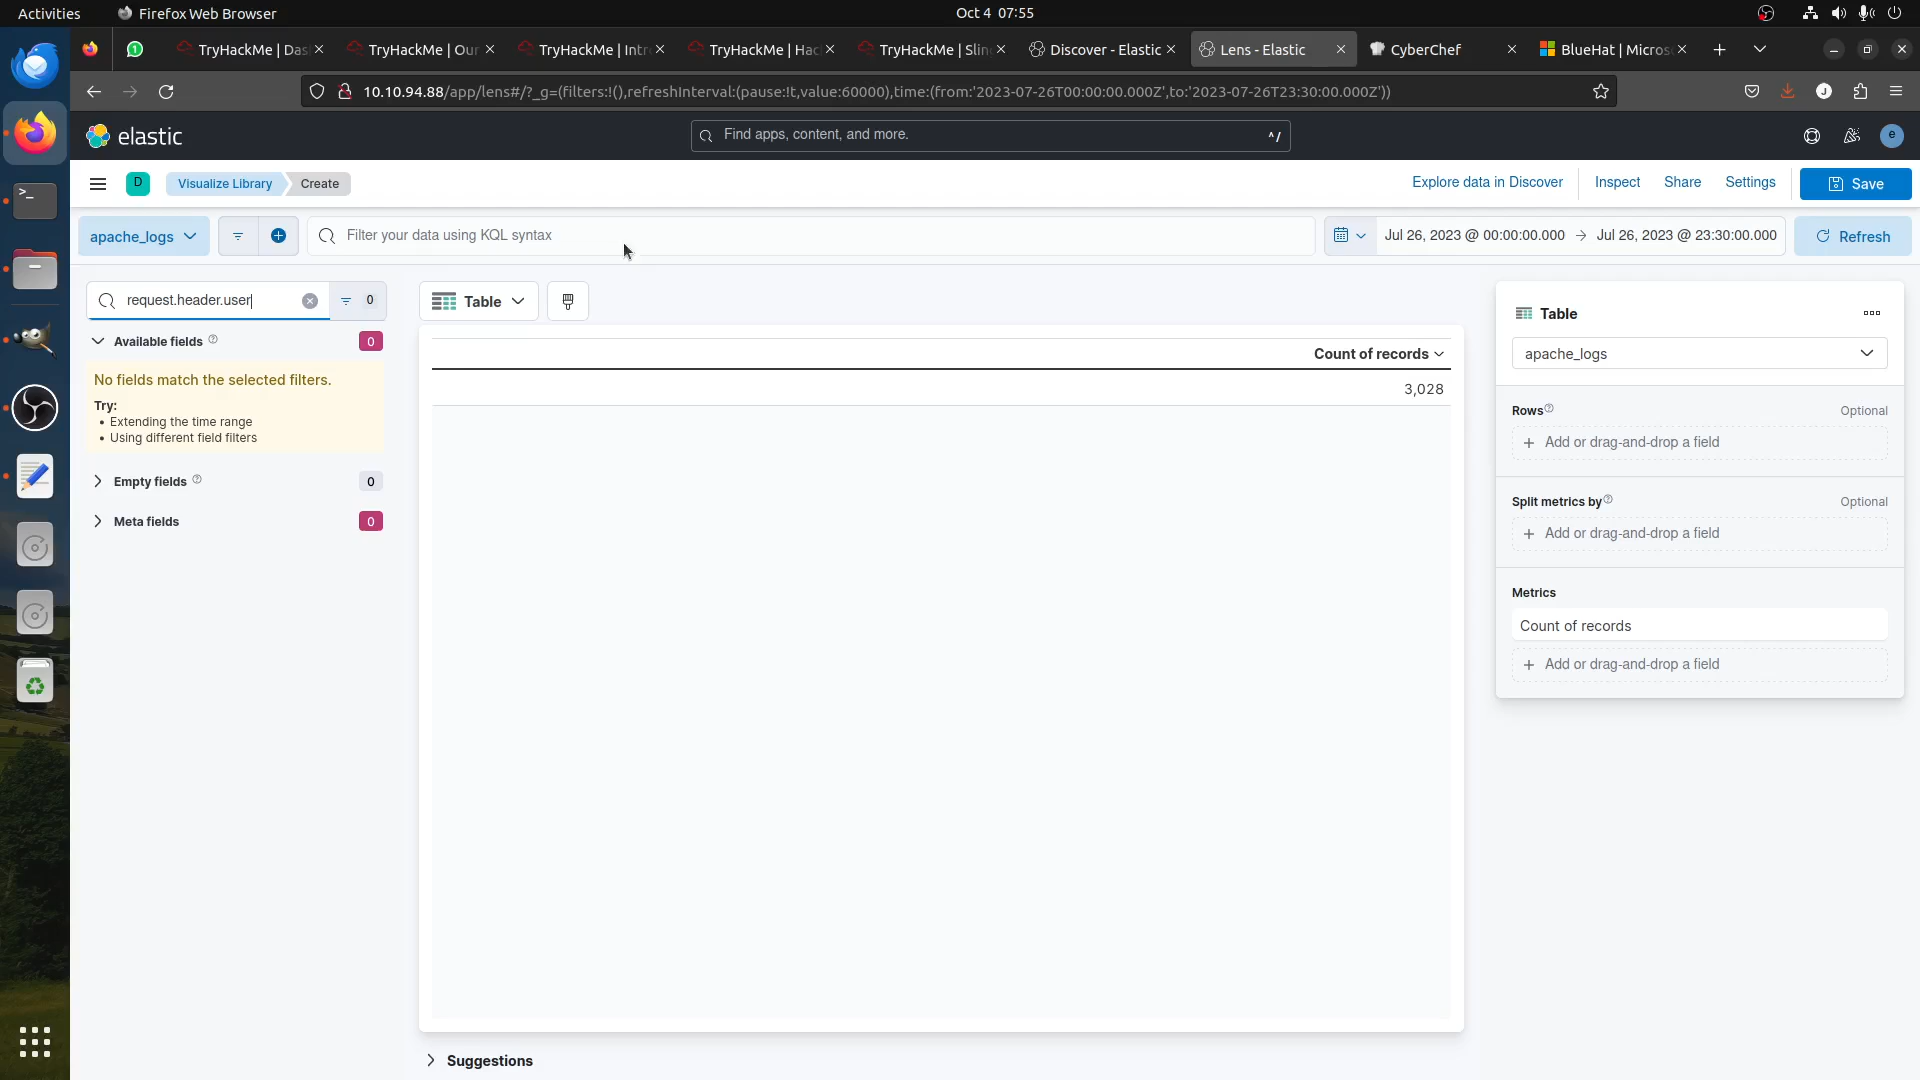 Activities
Firefox Web Browser
Oct 4 07:55
1
TryHackMe | Das
TryHackMe | Our
TryHackMe | Intr
TryHackMe | Hac
TryHackMe | Sling
Discover - Elastic
Lens - Elastic
CyberChef
BlueHat | Micros
10.10.94.88/app/lens#/?_g=(filters:!(),refreshInterval:(pause:!t,value:60000),time:(from:'2023-07-26T00:00:00.000Z',to:'2023-07-26T23:30:00.000Z'))
J
elastic
Find apps, content, and more.
^/
e
D
Visualize Library
Create
Explore data in Discover
Inspect
Share
Settings
Save
apache_logs
Filter your data using KQL syntax
Jul 26, 2023 @ 00:00:00.000
→
Jul 26, 2023 @ 23:30:00.000
Refresh
request.header.user
0
Table
Available fields
0
No fields match the selected filters.
Try:
• Extending the time range
• Using different field filters
Empty fields
0
Meta fields
0
Count of records
3,028
Suggestions
Table
apache_logs
Rows
Optional
+ Add or drag-and-drop a field
Split metrics by
Optional
+ Add or drag-and-drop a field
Metrics
Count of records
+ Add or drag-and-drop a field